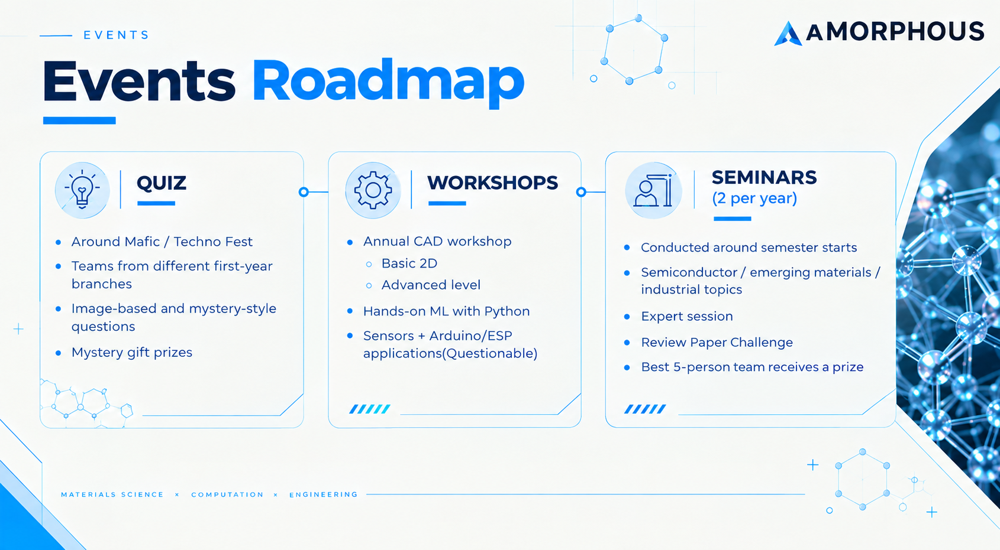 EVENTS
AMORPHOUS
Events Roadmap
QUIZ
Around Mafic / Techno Fest
Teams from different first-year
branches
Image-based and mystery-style
questions
Mystery gift prizes
WORKSHOPS
Annual CAD workshop
Basic 2D
Advanced level
Hands-on ML with Python
Sensors + Arduino/ESP
applications(Questionable)
SEMINARS
(2 per year)
Conducted around semester starts
Semiconductor / emerging materials /
industrial topics
Expert session
Review Paper Challenge
Best 5-person team receives a prize
MATERIALS SCIENCE × COMPUTATION × ENGINEERING